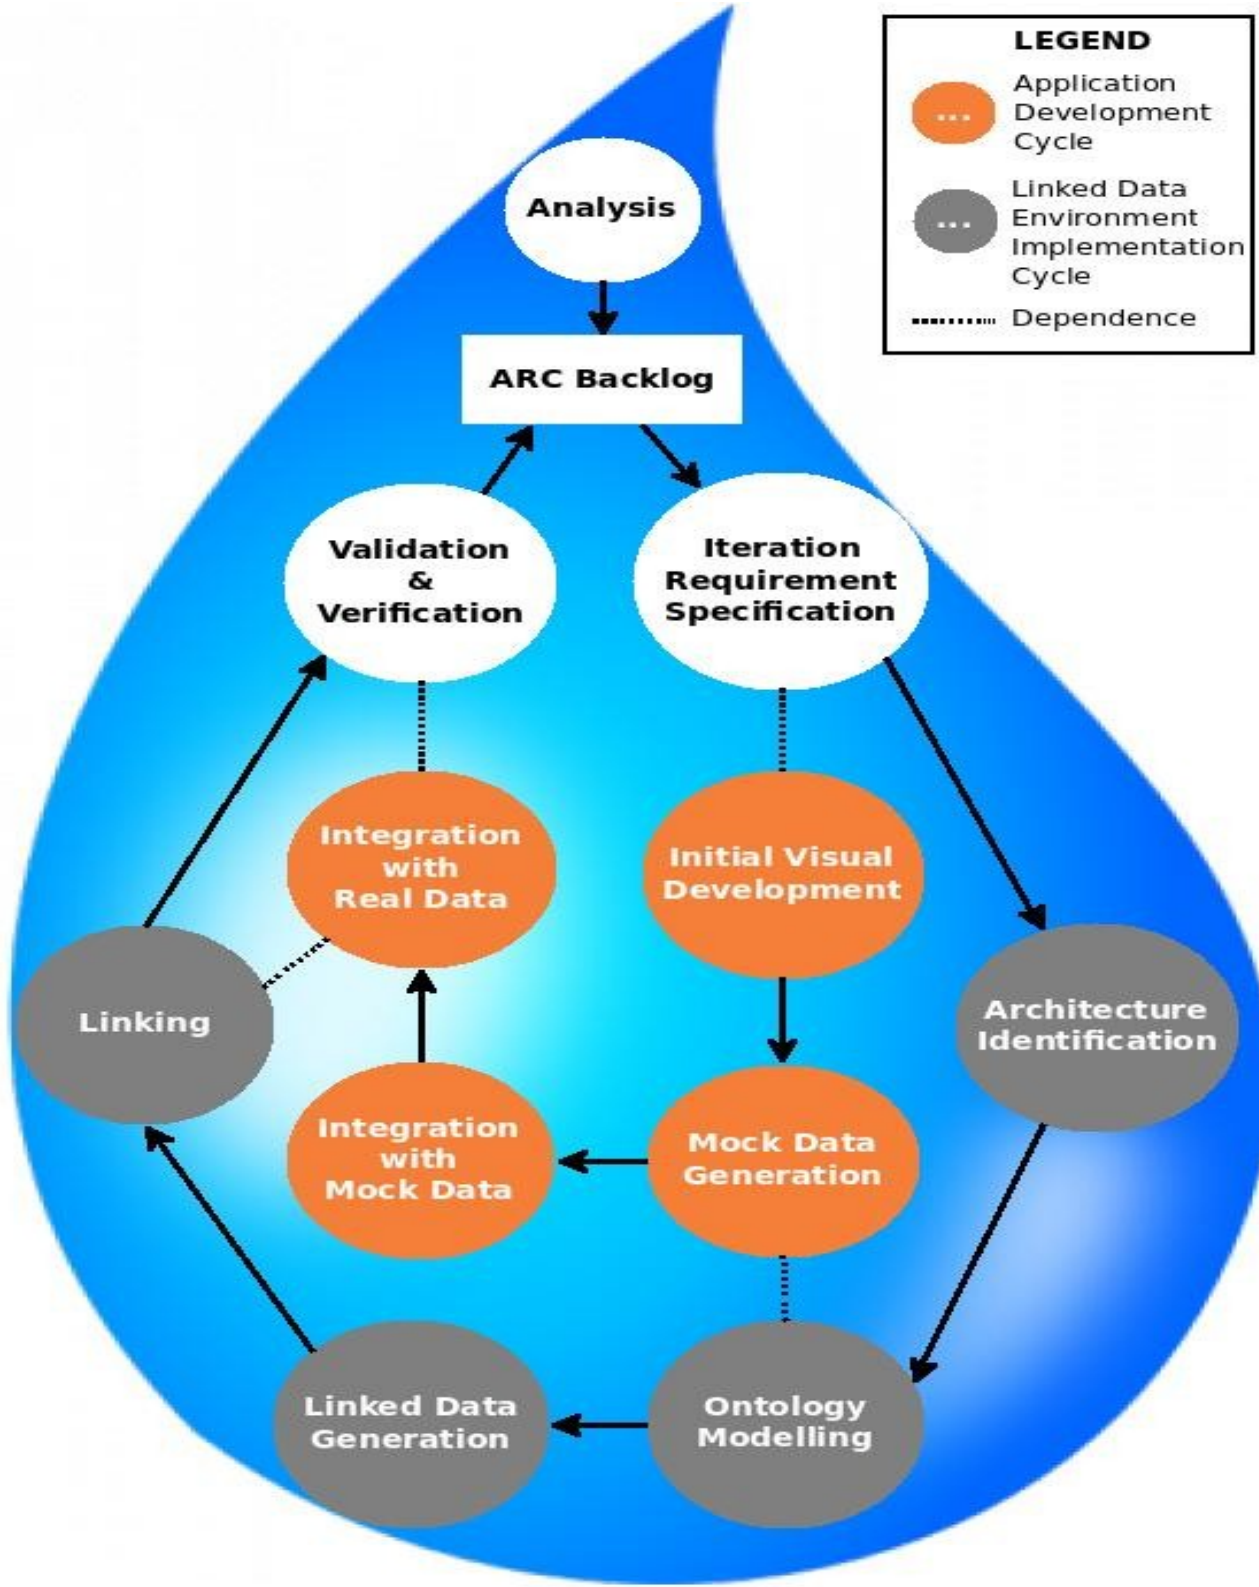 LEGEND
...
Application
Development
Cycle
...
Linked Data
Environment
Implementation
Cycle
Dependence
Analysis
ARC Backlog
Validation
&
Verification
Iteration
Requirement
Specification
Integration
with
Real Data
Initial Visual
Development
Linking
Architecture
Identification
Integration
with
Mock Data
Mock Data
Generation
Linked Data
Generation
Ontology
Modelling